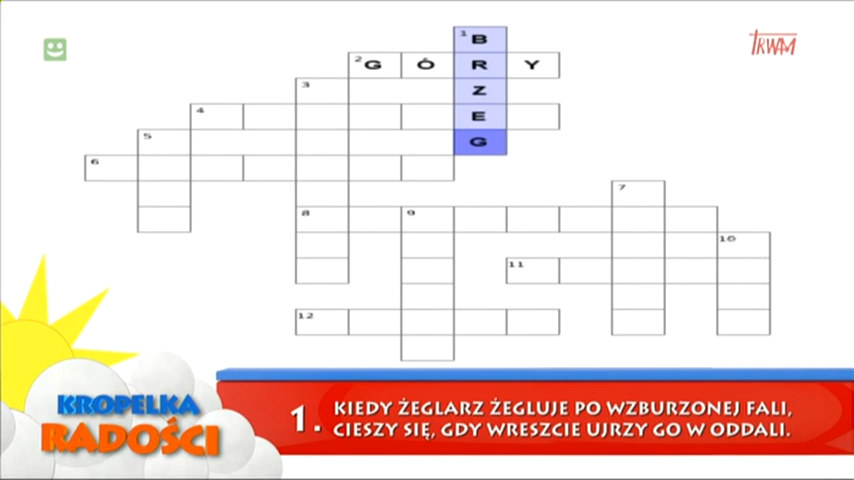 TRWAM
1 B
2 G Ó R Y
3 Z
4 E
5 G
6
7
8 9
10
11
12
KROPELKA
RADOŚCI
1. KIEDY ŻEGLARZ ŻEGLUJE PO WZBURZONEJ FALI,
CIESZY SIĘ, GDY WRESZCIE UJRZY GO W ODDALI.